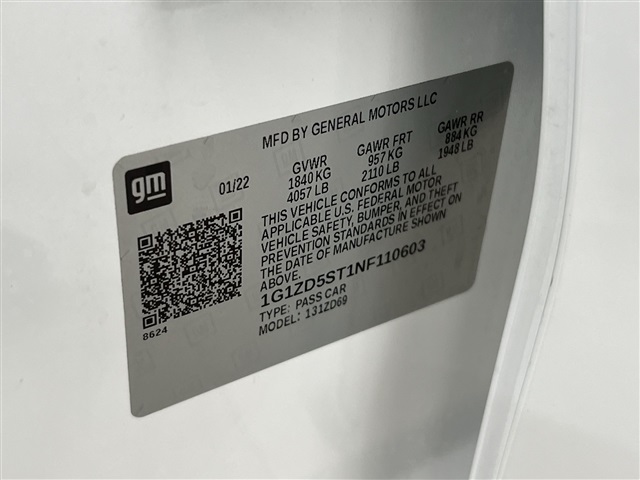 MFD BY GENERAL MOTORS LLC
gm
01/22
GVWR GAWR FRT GAWR RR
1840 KG 957 KG 884 KG
4057 LB 2110 LB 1948 LB
THIS VEHICLE CONFORMS TO ALL
APPLICABLE U.S. FEDERAL MOTOR
VEHICLE SAFETY, BUMPER, AND THEFT
PREVENTION STANDARDS IN EFFECT ON
THE DATE OF MANUFACTURE SHOWN
ABOVE.
1G1ZD5ST1NF110603
TYPE: PASS CAR
MODEL: 131ZD69
8624